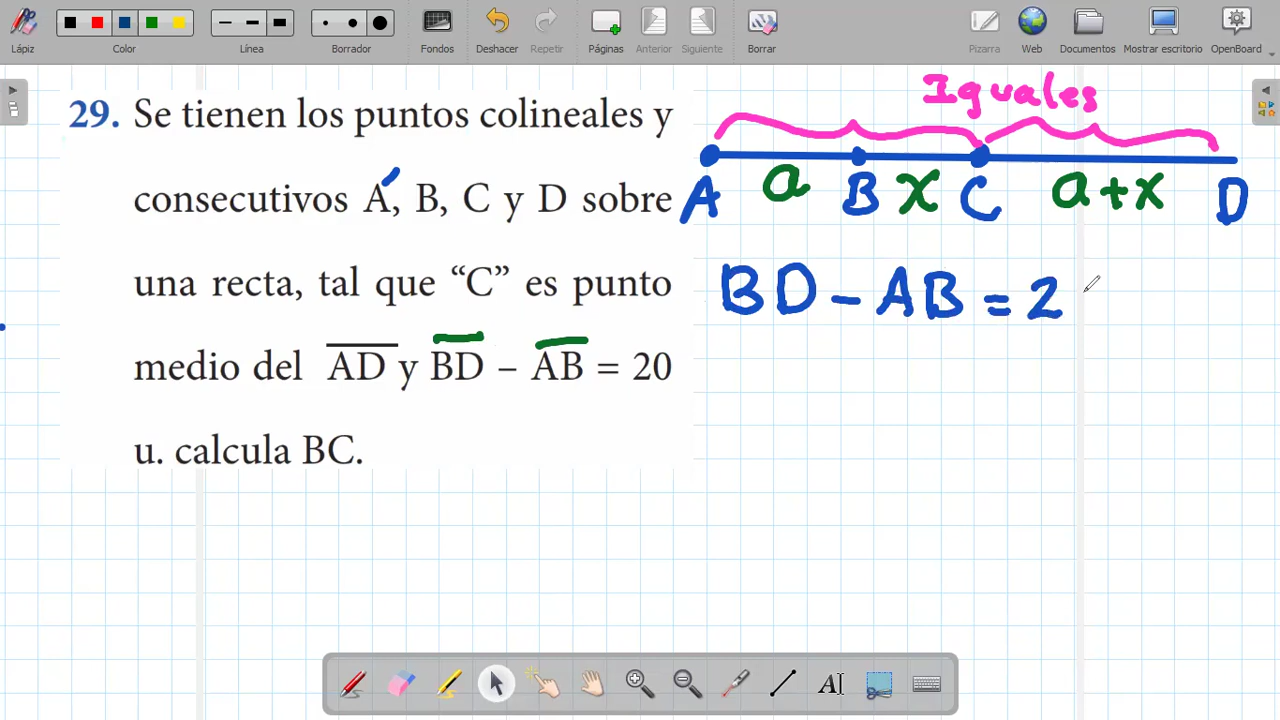 Lápiz Color Línea Borrador Fondos Deshacer Repetir Páginas Anterior Siguiente Borrar Pizarra Web Documentos Mostrar escritorio OpenBoard
29. Se tienen los puntos colineales y
consecutivos A, B, C y D sobre
una recta, tal que “C” es punto
medio del AD y BD – AB = 20
u. calcula BC.
Iguales
a x a+x
A B C D
BD - AB = 2
AI